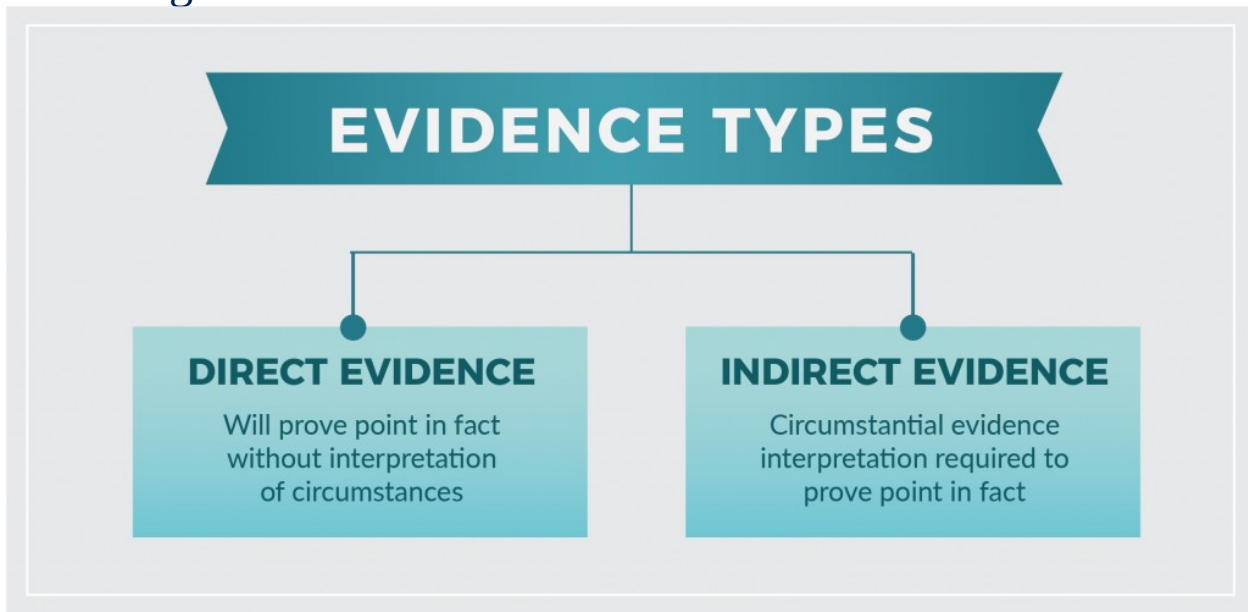 EVIDENCE TYPES
DIRECT EVIDENCE
Will prove point in fact
without interpretation
of circumstances
INDIRECT EVIDENCE
Circumstantial evidence
interpretation required to
prove point in fact